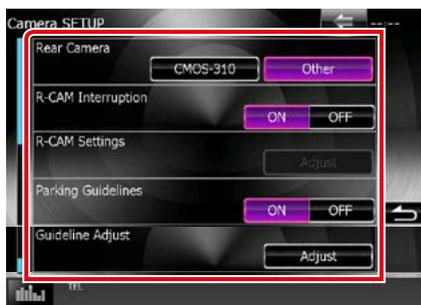 Camera SETUP
--:--
Rear Camera
CMOS-310 Other
R-CAM Interruption
ON OFF
R-CAM Settings
Adjust
Parking Guidelines
ON OFF
Guideline Adjust
Adjust
TEL